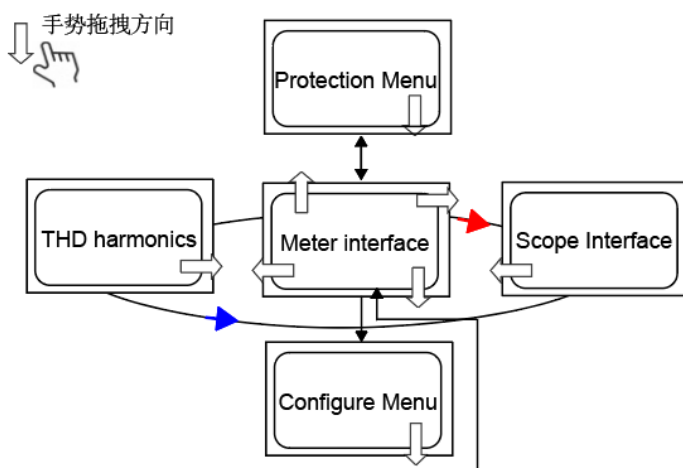 手势拖拽方向
Protection Menu
THD harmonics
Meter interface
Scope Interface
Configure Menu